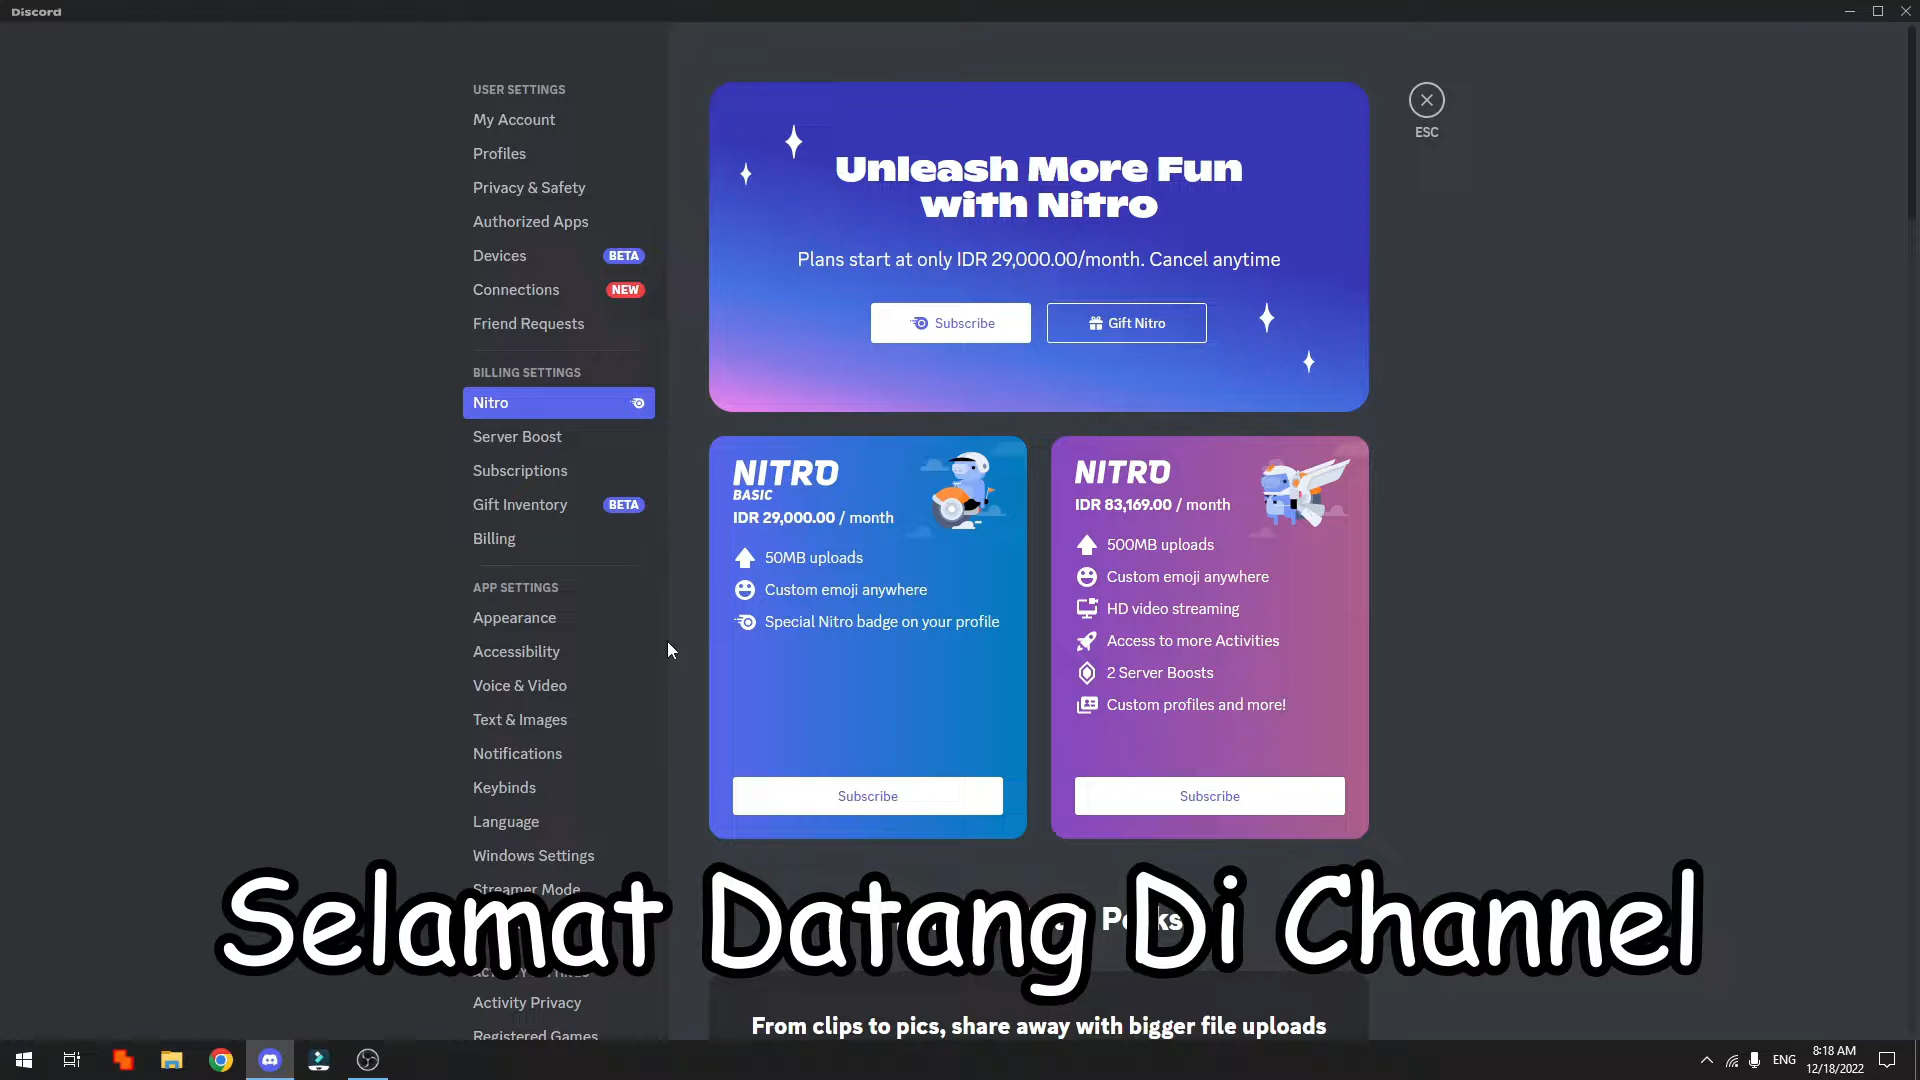 Discord
USER SETTINGS
My Account
Profiles
Privacy & Safety
Authorized Apps
Devices BETA
Connections NEW
Friend Requests
BILLING SETTINGS
Nitro
Server Boost
Subscriptions
Gift Inventory BETA
Billing
APP SETTINGS
Appearance
Accessibility
Voice & Video
Text & Images
Notifications
Keybinds
Language
Windows Settings
Streamer Mode
Activity Privacy
Registered Games
Unleash More Fun
with Nitro
Plans start at only IDR 29,000.00/month. Cancel anytime
Subscribe
Gift Nitro
ESC
NITRO
BASIC
IDR 29,000.00 / month
50MB uploads
Custom emoji anywhere
Special Nitro badge on your profile
Subscribe
NITRO
IDR 83,169.00 / month
500MB uploads
Custom emoji anywhere
HD video streaming
Access to more Activities
2 Server Boosts
Custom profiles and more!
Subscribe
Selamat Datang Di Channel
From clips to pics, share away with bigger file uploads
ENG
8:18 AM
12/18/2022